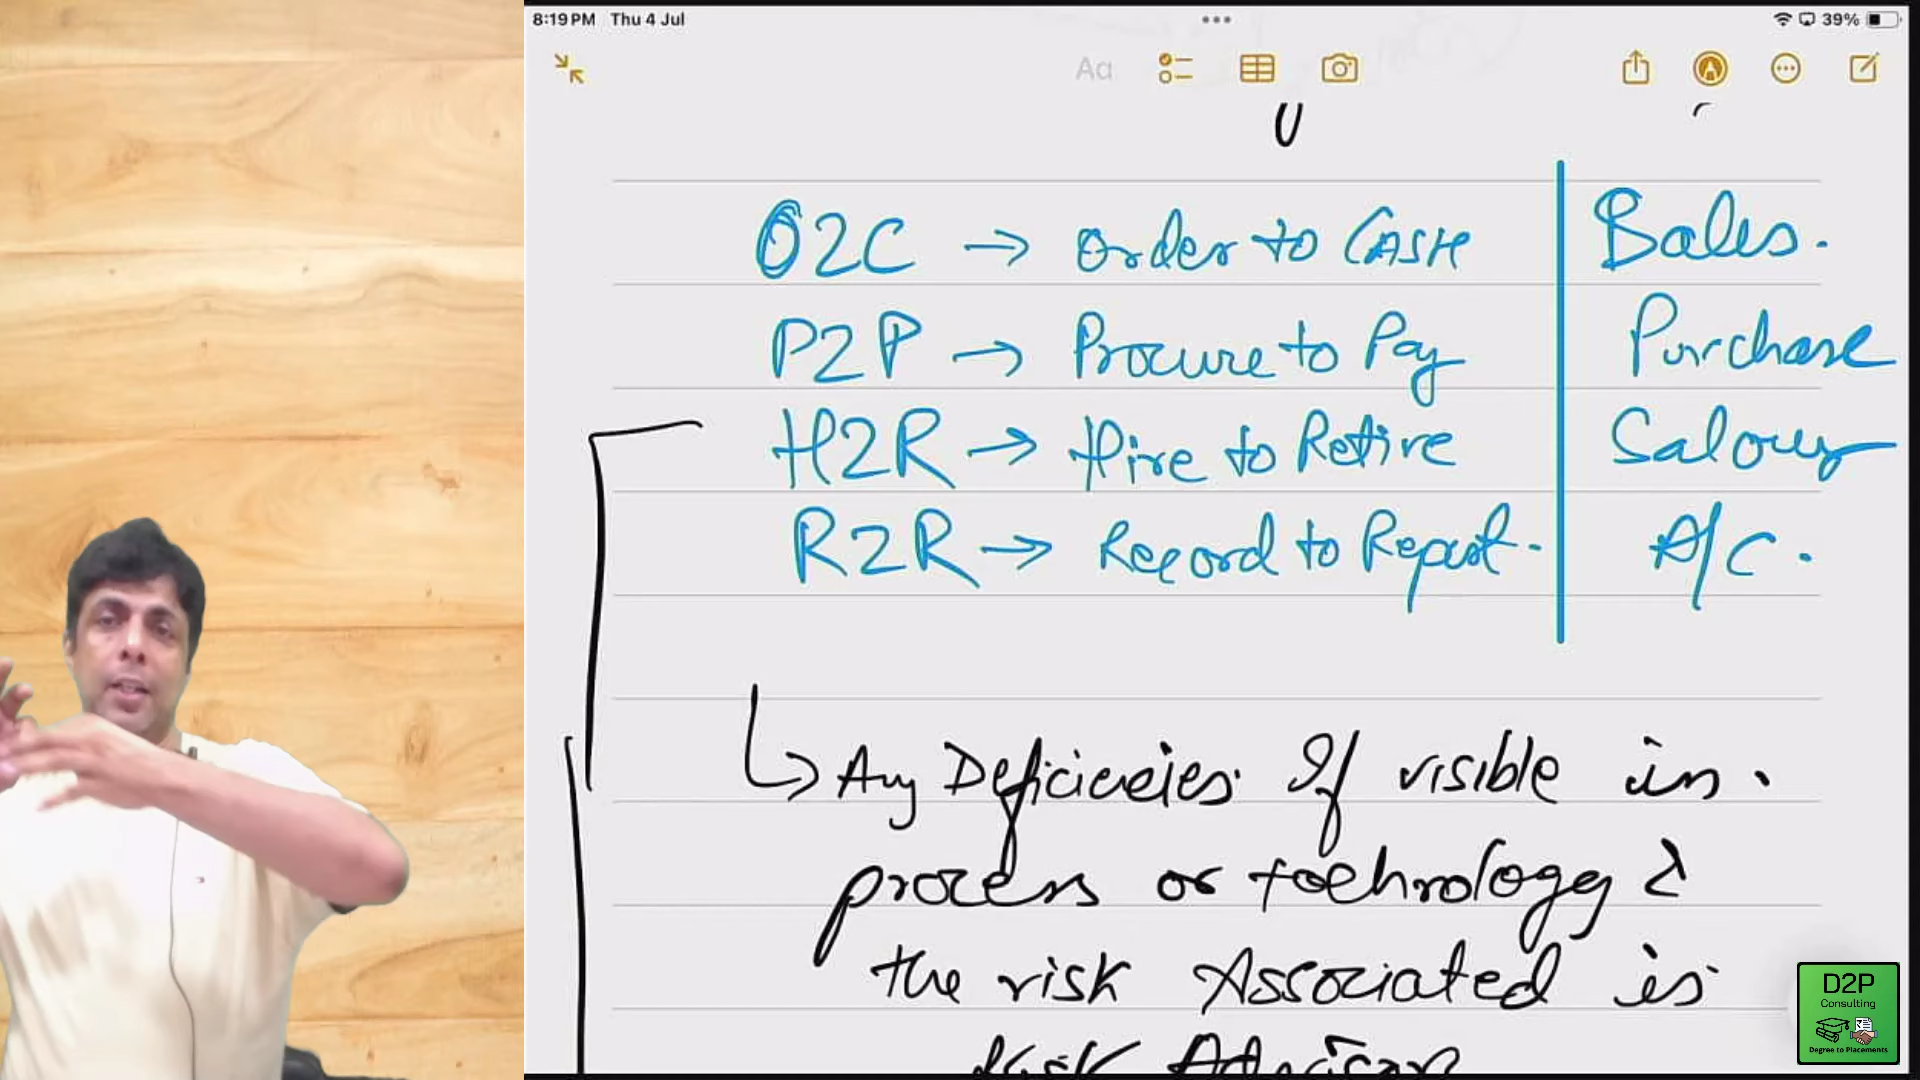 8:19 PM Thu 4 Jul
39%
Aa
O2C → Order to CASH | Sales.
P2P → Procure to Pay | Purchase
H2R → Hire to Retire | Salary
R2R → Record to Report. | A/C.
↳ Any Deficiencies. If visible in.
process or technology &
the risk Associated is
Risk Advisory
D2P
Consulting
Degree to Placements